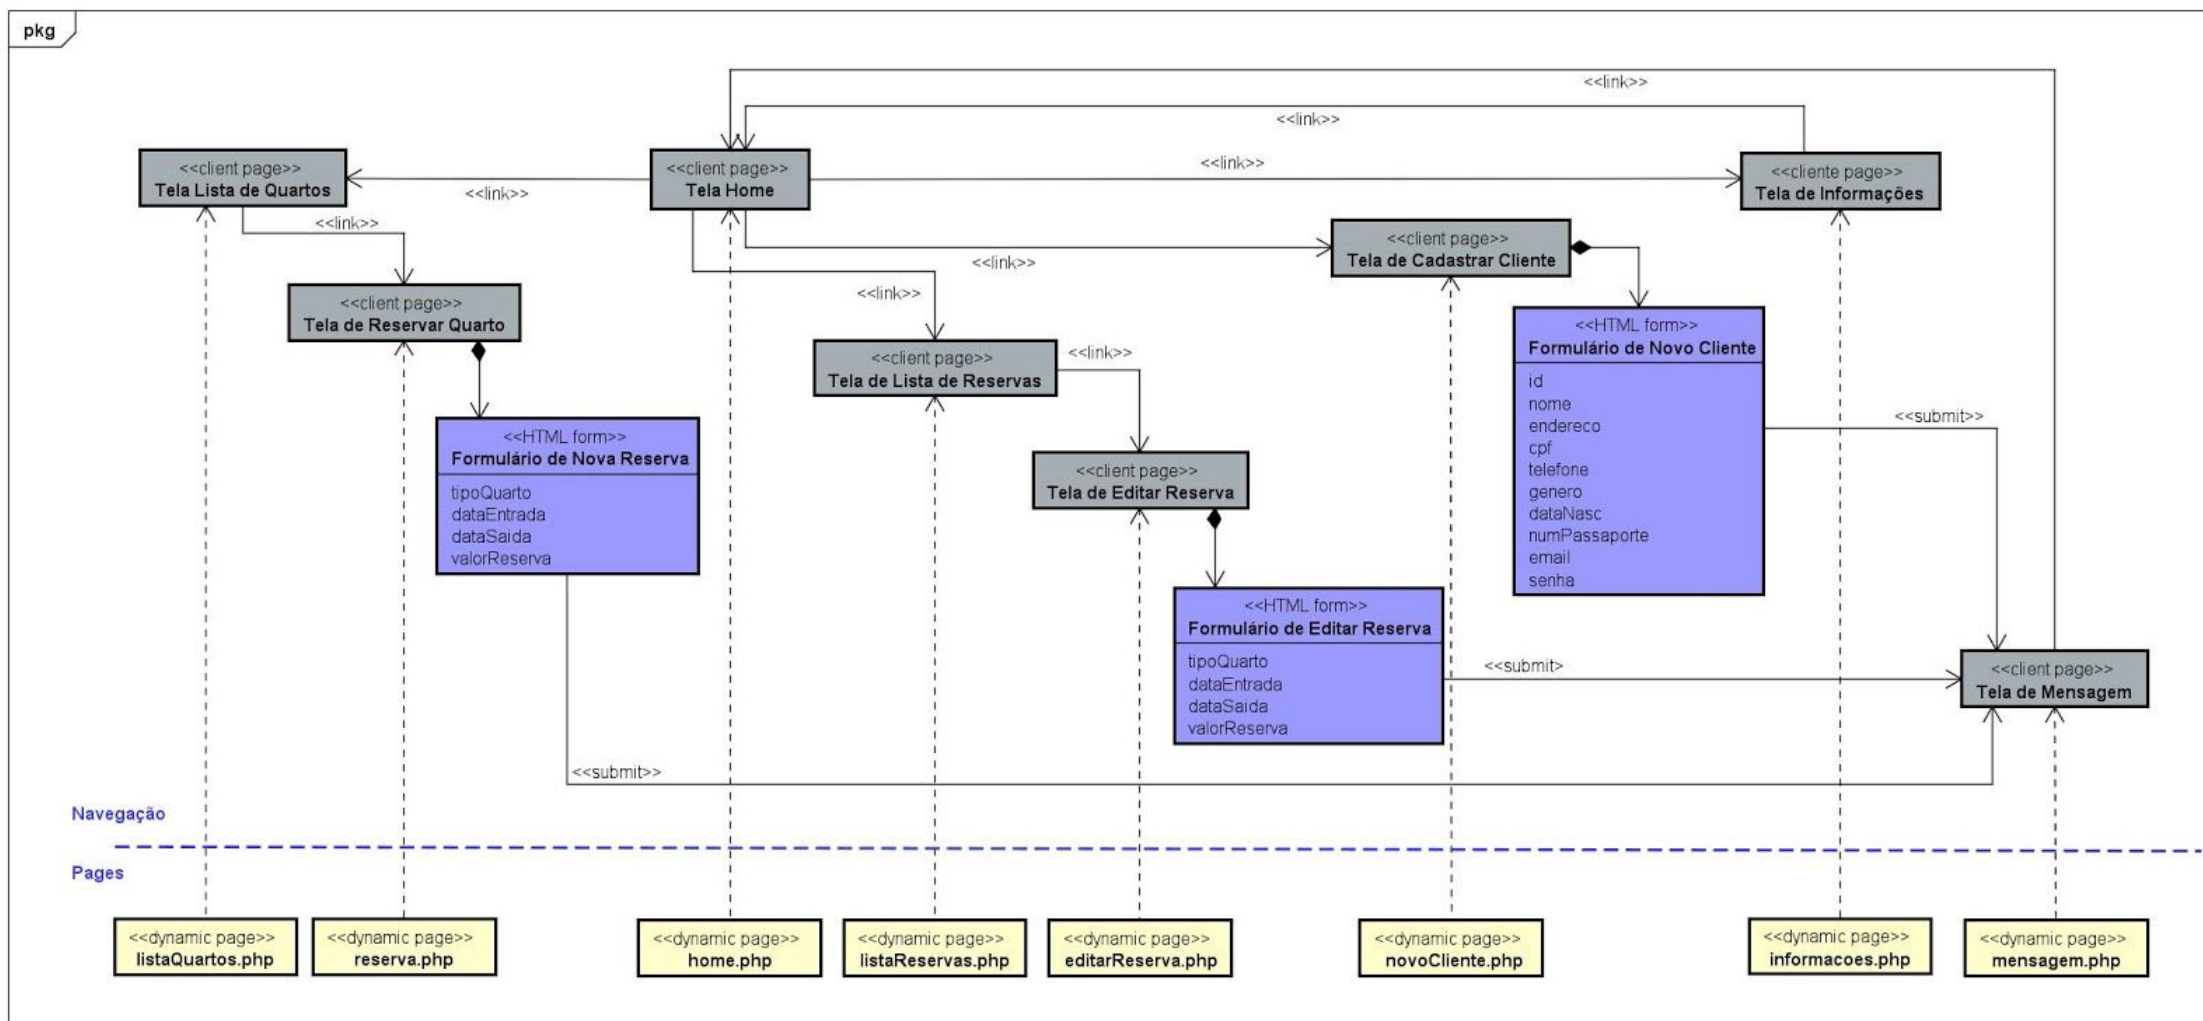 pkg
<<link>>
<<link>>
<<client page>>
Tela Lista de Quartos
<<link>>
<<client page>>
Tela Home
<<link>>
<<cliente page>>
Tela de Informações
<<link>>
<<client page>>
Tela de Reservar Quarto
<<link>>
<<client page>>
Tela de Cadastrar Cliente
<<link>>
<<client page>>
Tela de Lista de Reservas
<<link>>
<<HTML form>>
Formulário de Novo Cliente
id
nome
endereco
cpf
telefone
genero
dataNasc
numPassaporte
email
senha
<<submit>>
<<HTML form>>
Formulário de Nova Reserva
tipoQuarto
dataEntrada
dataSaida
valorReserva
<<client page>>
Tela de Editar Reserva
<<HTML form>>
Formulário de Editar Reserva
tipoQuarto
dataEntrada
dataSaida
valorReserva
<<submit>
<<client page>>
Tela de Mensagem
<<submit>>
Navegação
Pages
<<dynamic page>>
listaQuartos.php
<<dynamic page>>
reserva.php
<<dynamic page>>
home.php
<<dynamic page>>
listaReservas.php
<<dynamic page>>
editarReserva.php
<<dynamic page>>
novoCliente.php
<<dynamic page>>
informacoes.php
<<dynamic page>>
mensagem.php